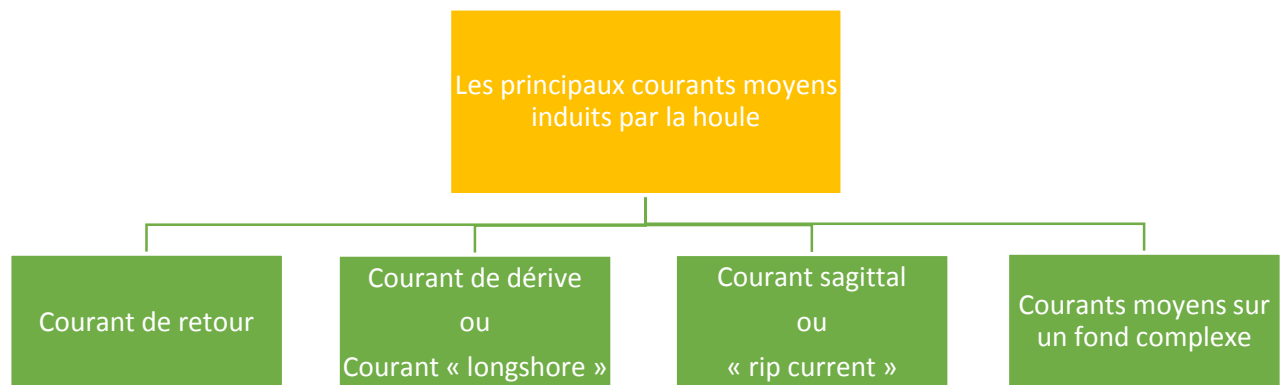 Les principaux courants moyens
induits par la houle
Courant de retour
Courant de dérive
ou
Courant « longshore »
Courant sagittal
ou
« rip current »
Courants moyens sur
un fond complexe